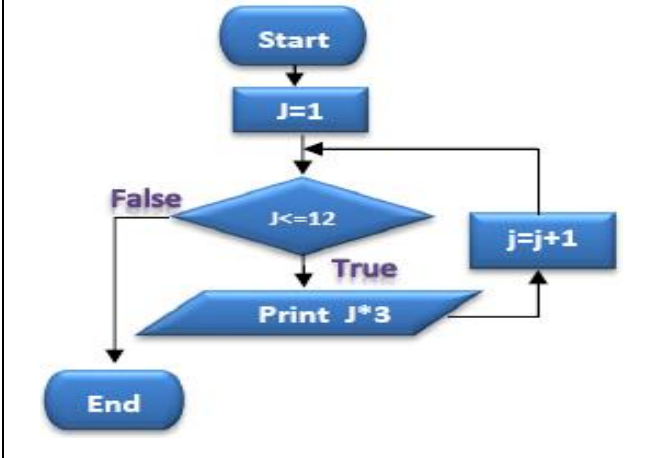 Start
J=1
False
J<=12
j=j+1
True
Print J*3
End